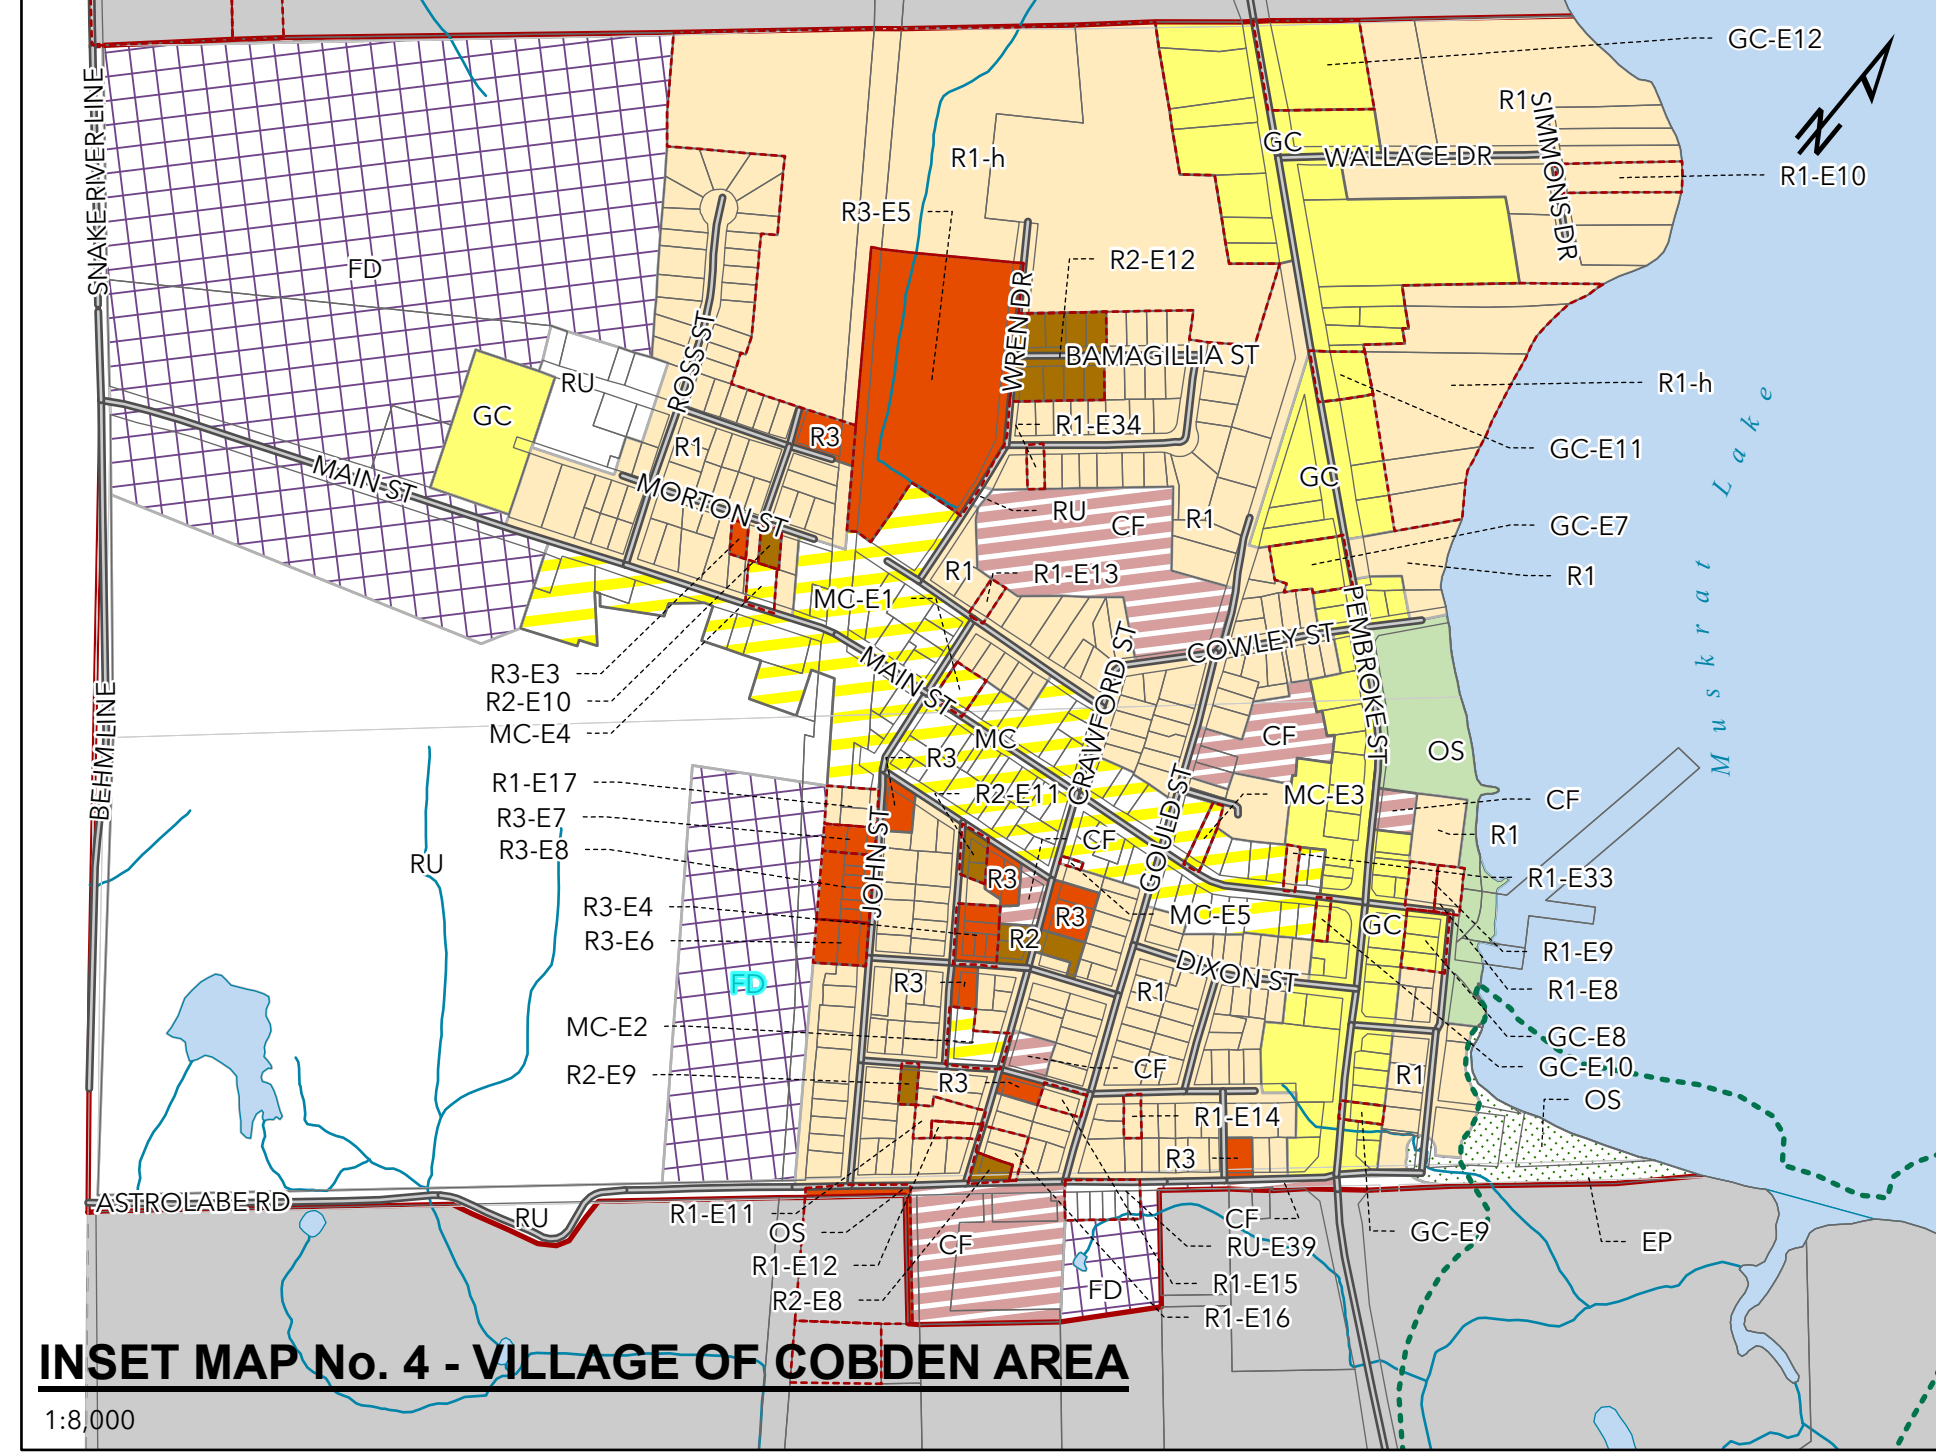 GC-E12
SNAKE RIVER LINE
R1
SIMMONS DR
GC
WALLACE DR
R1-h
R1-E10
R3-E5
R2-E12
FD
WREN DR
ROSS ST
BAMAGILLIA ST
RU
R1-h
GC
R1-E34
R3
R1
GC-E11
MAIN ST
MORTON ST
GC
RU
CF
R1
GC-E7
R1
R1-E13
R1
MC-E1
PEMBROKE ST
Muskrat Lake
COWLEY ST
CRAWFORD ST
R3-E3
MAIN ST
R2-E10
BEHM LINE
MC-E4
MC
CF
OS
R3
R1-E17
R2-E11
MC-E3
CF
R3-E7
GOULD ST
R1
R3-E8
JOHN ST
CF
RU
R3
R1-E33
R3-E4
R3
MC-E5
R3-E6
R2
GC
R1-E9
DIXON ST
FD
R3
R1
R1-E8
MC-E2
GC-E8
CF
GC-E10
R2-E9
R3
R1
OS
R1-E14
R3
ASTROLABE RD
RU
R1-E11
OS
CF
GC-E9
CF
RU-E39
EP
R1-E12
R2-E8
FD
R1-E15
R1-E16
INSET MAP No. 4 - VILLAGE OF COBDEN AREA
1:8,000
N